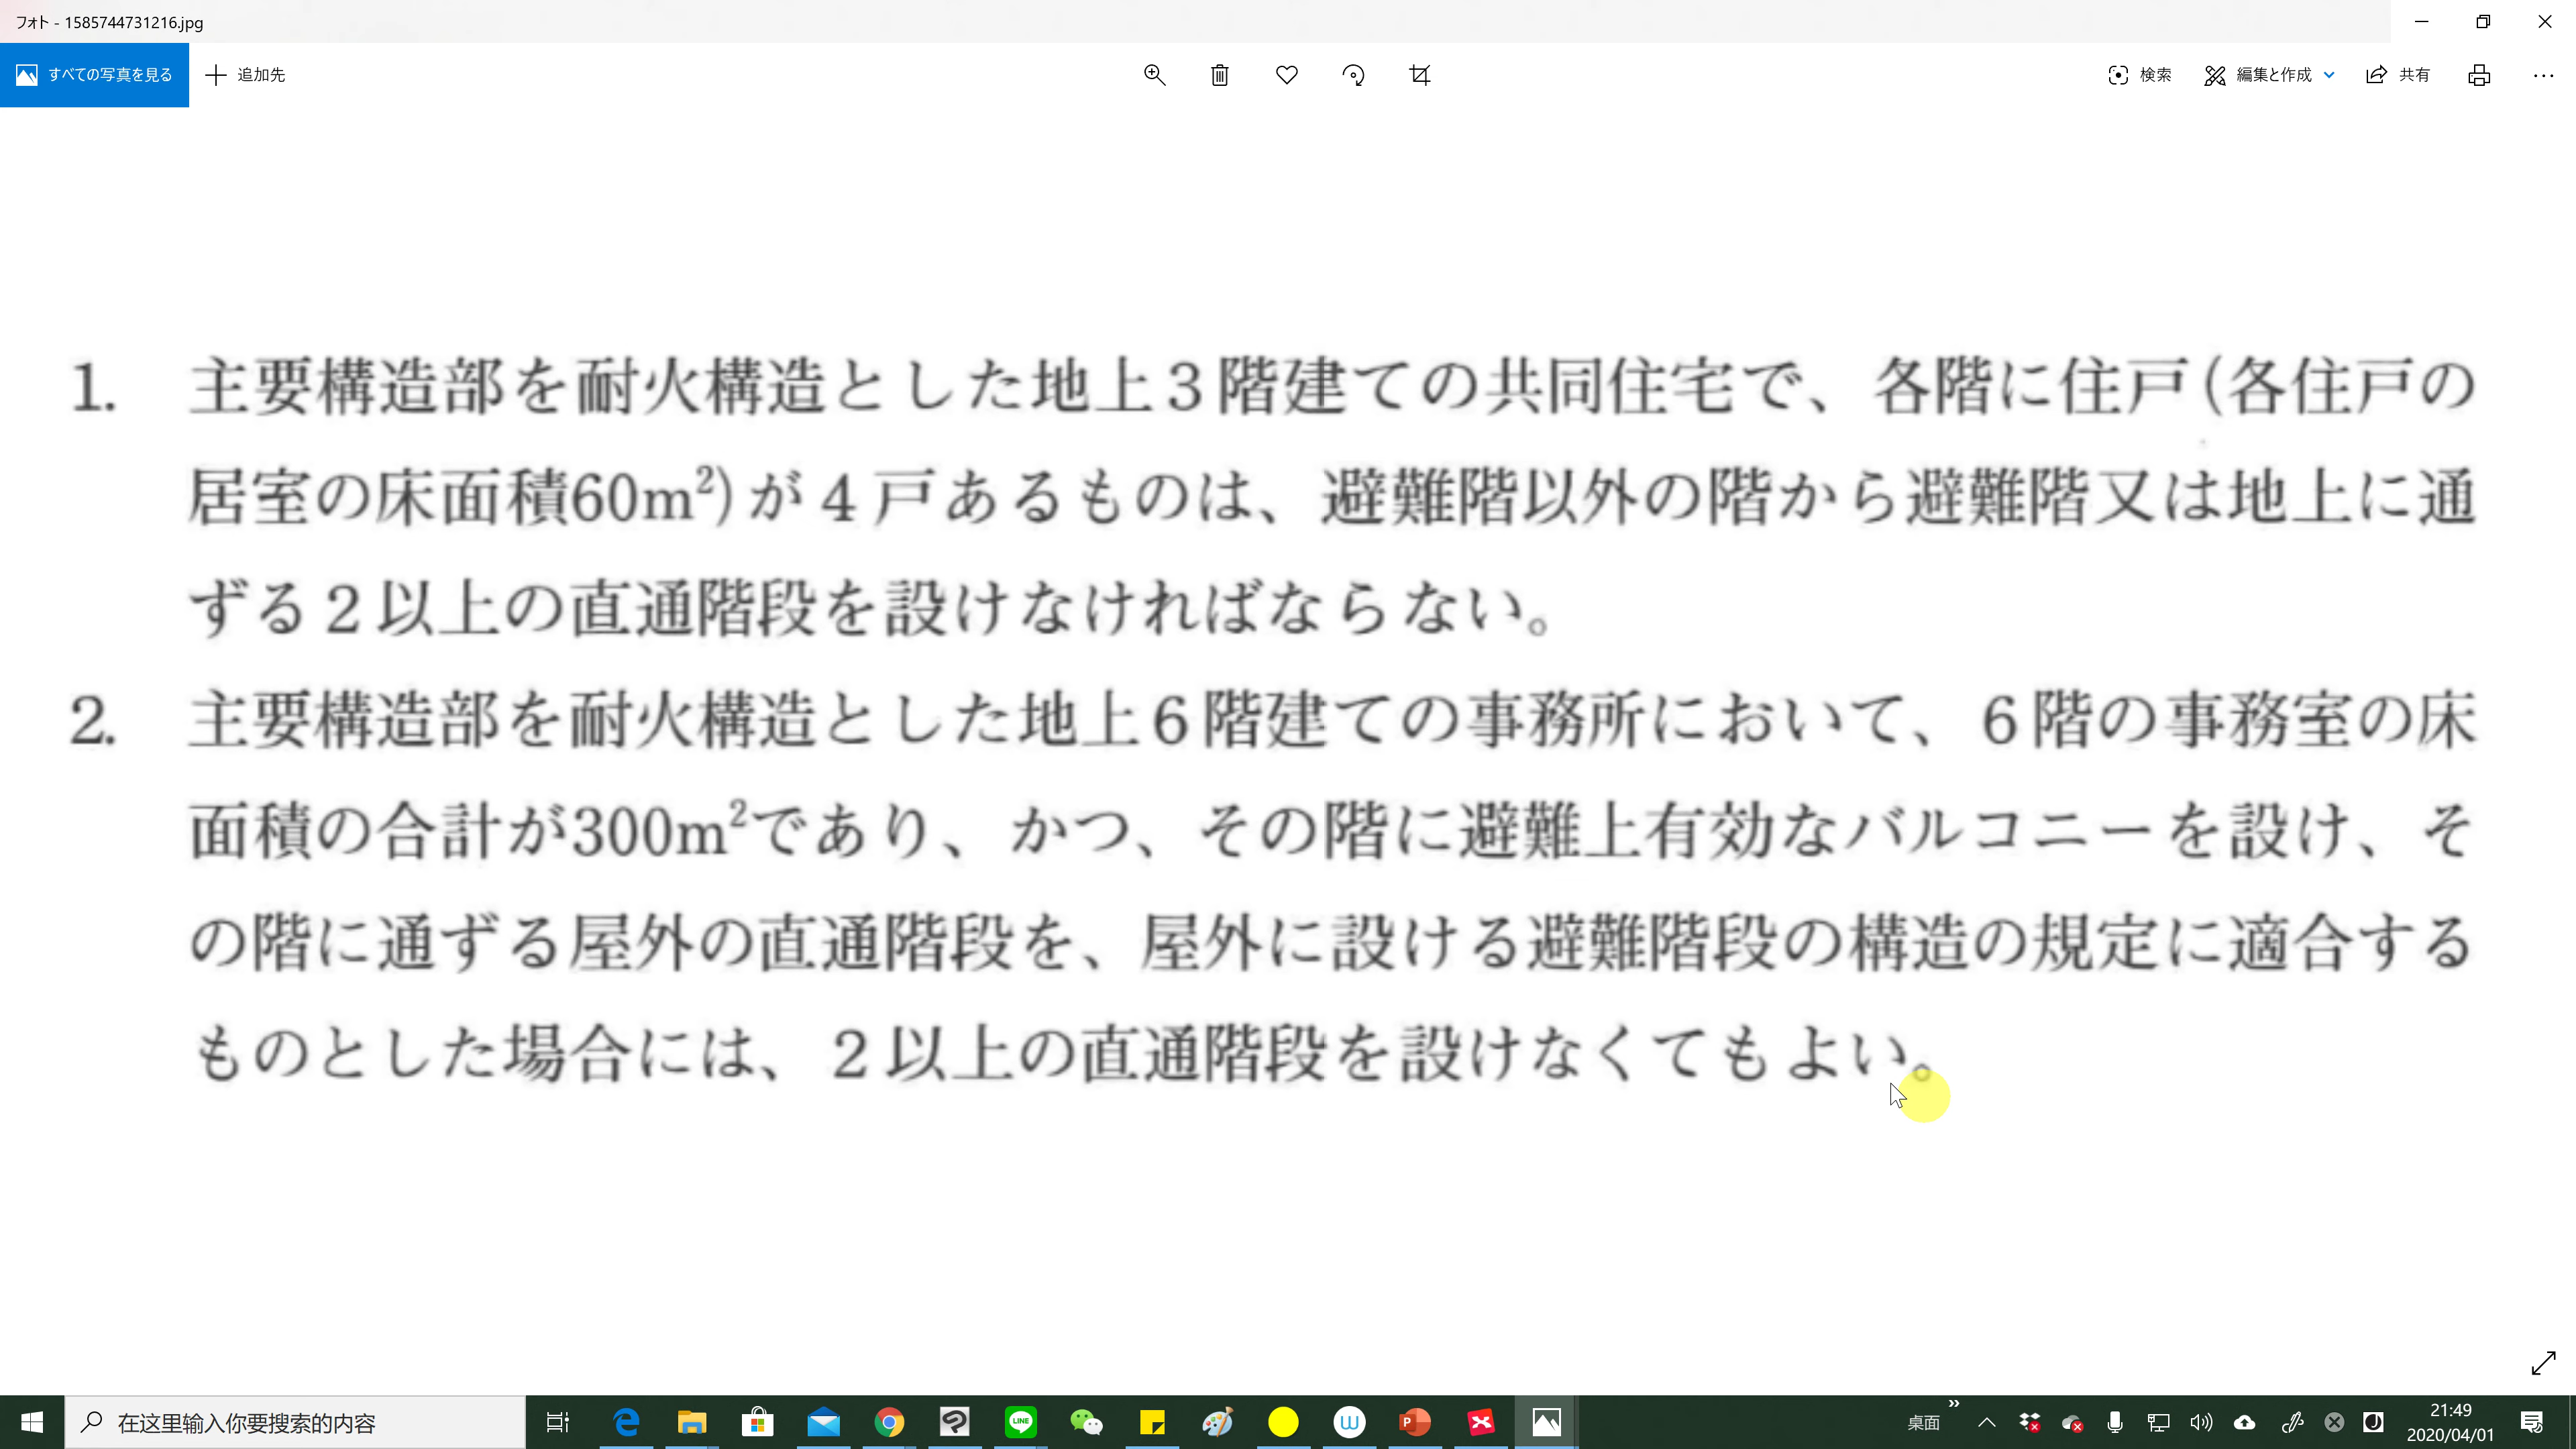 フォト - 1585744731216.jpg
すべての写真を見る
追加先
検索
編集と作成
共有
1. 主要構造部を耐火構造とした地上3階建ての共同住宅で、各階に住戸(各住戸の
居室の床面積60m²)が4戸あるものは、避難階以外の階から避難階又は地上に通
ずる2以上の直通階段を設けなければならない。
2. 主要構造部を耐火構造とした地上6階建ての事務所において、6階の事務室の床
面積の合計が300m²であり、かつ、その階に避難上有効なバルコニーを設け、そ
の階に通ずる屋外の直通階段を、屋外に設ける避難階段の構造の規定に適合する
ものとした場合には、2以上の直通階段を設けなくてもよい。
在这里输入你要搜索的内容
LINE
桌面
21:49
2020/04/01